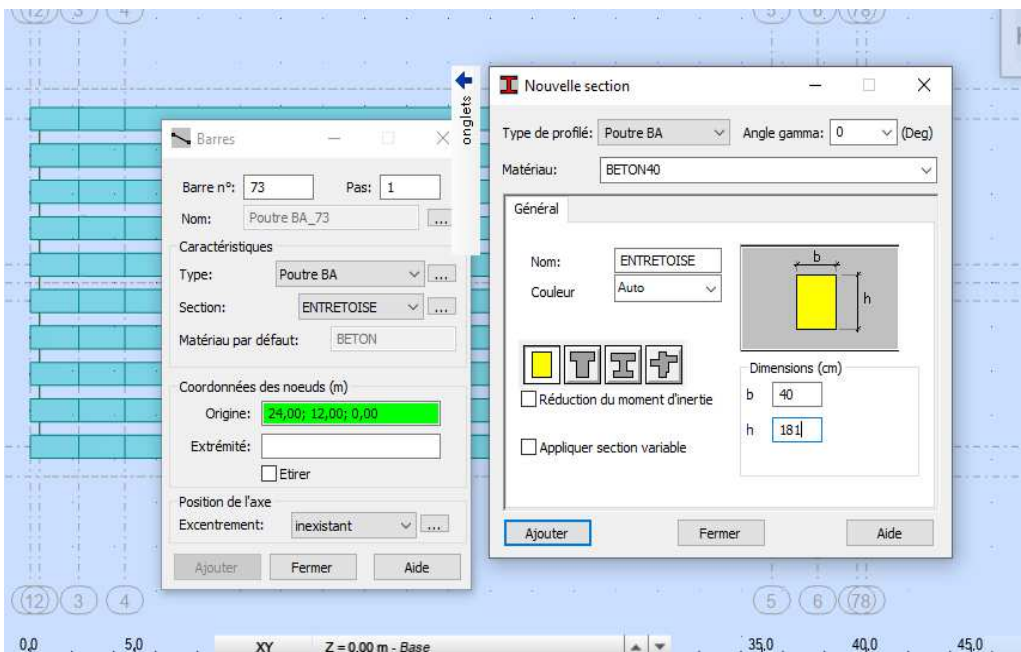 12 3 4 5 6 78
onglets
Barres
Barre n°: 73 Pas: 1
Nom: Poutre BA_73 ...
Caractéristiques
Type: Poutre BA ...
Section: ENTRETOISE ...
Matériau par défaut: BETON
Coordonnées des noeuds (m)
Origine: 24,00; 12,00; 0,00
Extrémité:
Etirer
Position de l'axe
Excentrement: inexistant ...
Ajouter Fermer Aide
Nouvelle section
Type de profilé: Poutre BA Angle gamma: 0 (Deg)
Matériau: BETON40
Général
Nom: ENTRETOISE
Couleur Auto
b
h
Réduction du moment d'inertie
Appliquer section variable
Dimensions (cm)
b 40
h 181
Ajouter Fermer Aide
12 3 4 5 6 78
0,0 5,0 XY Z = 0,00 m - Base 35,0 40,0 45,0